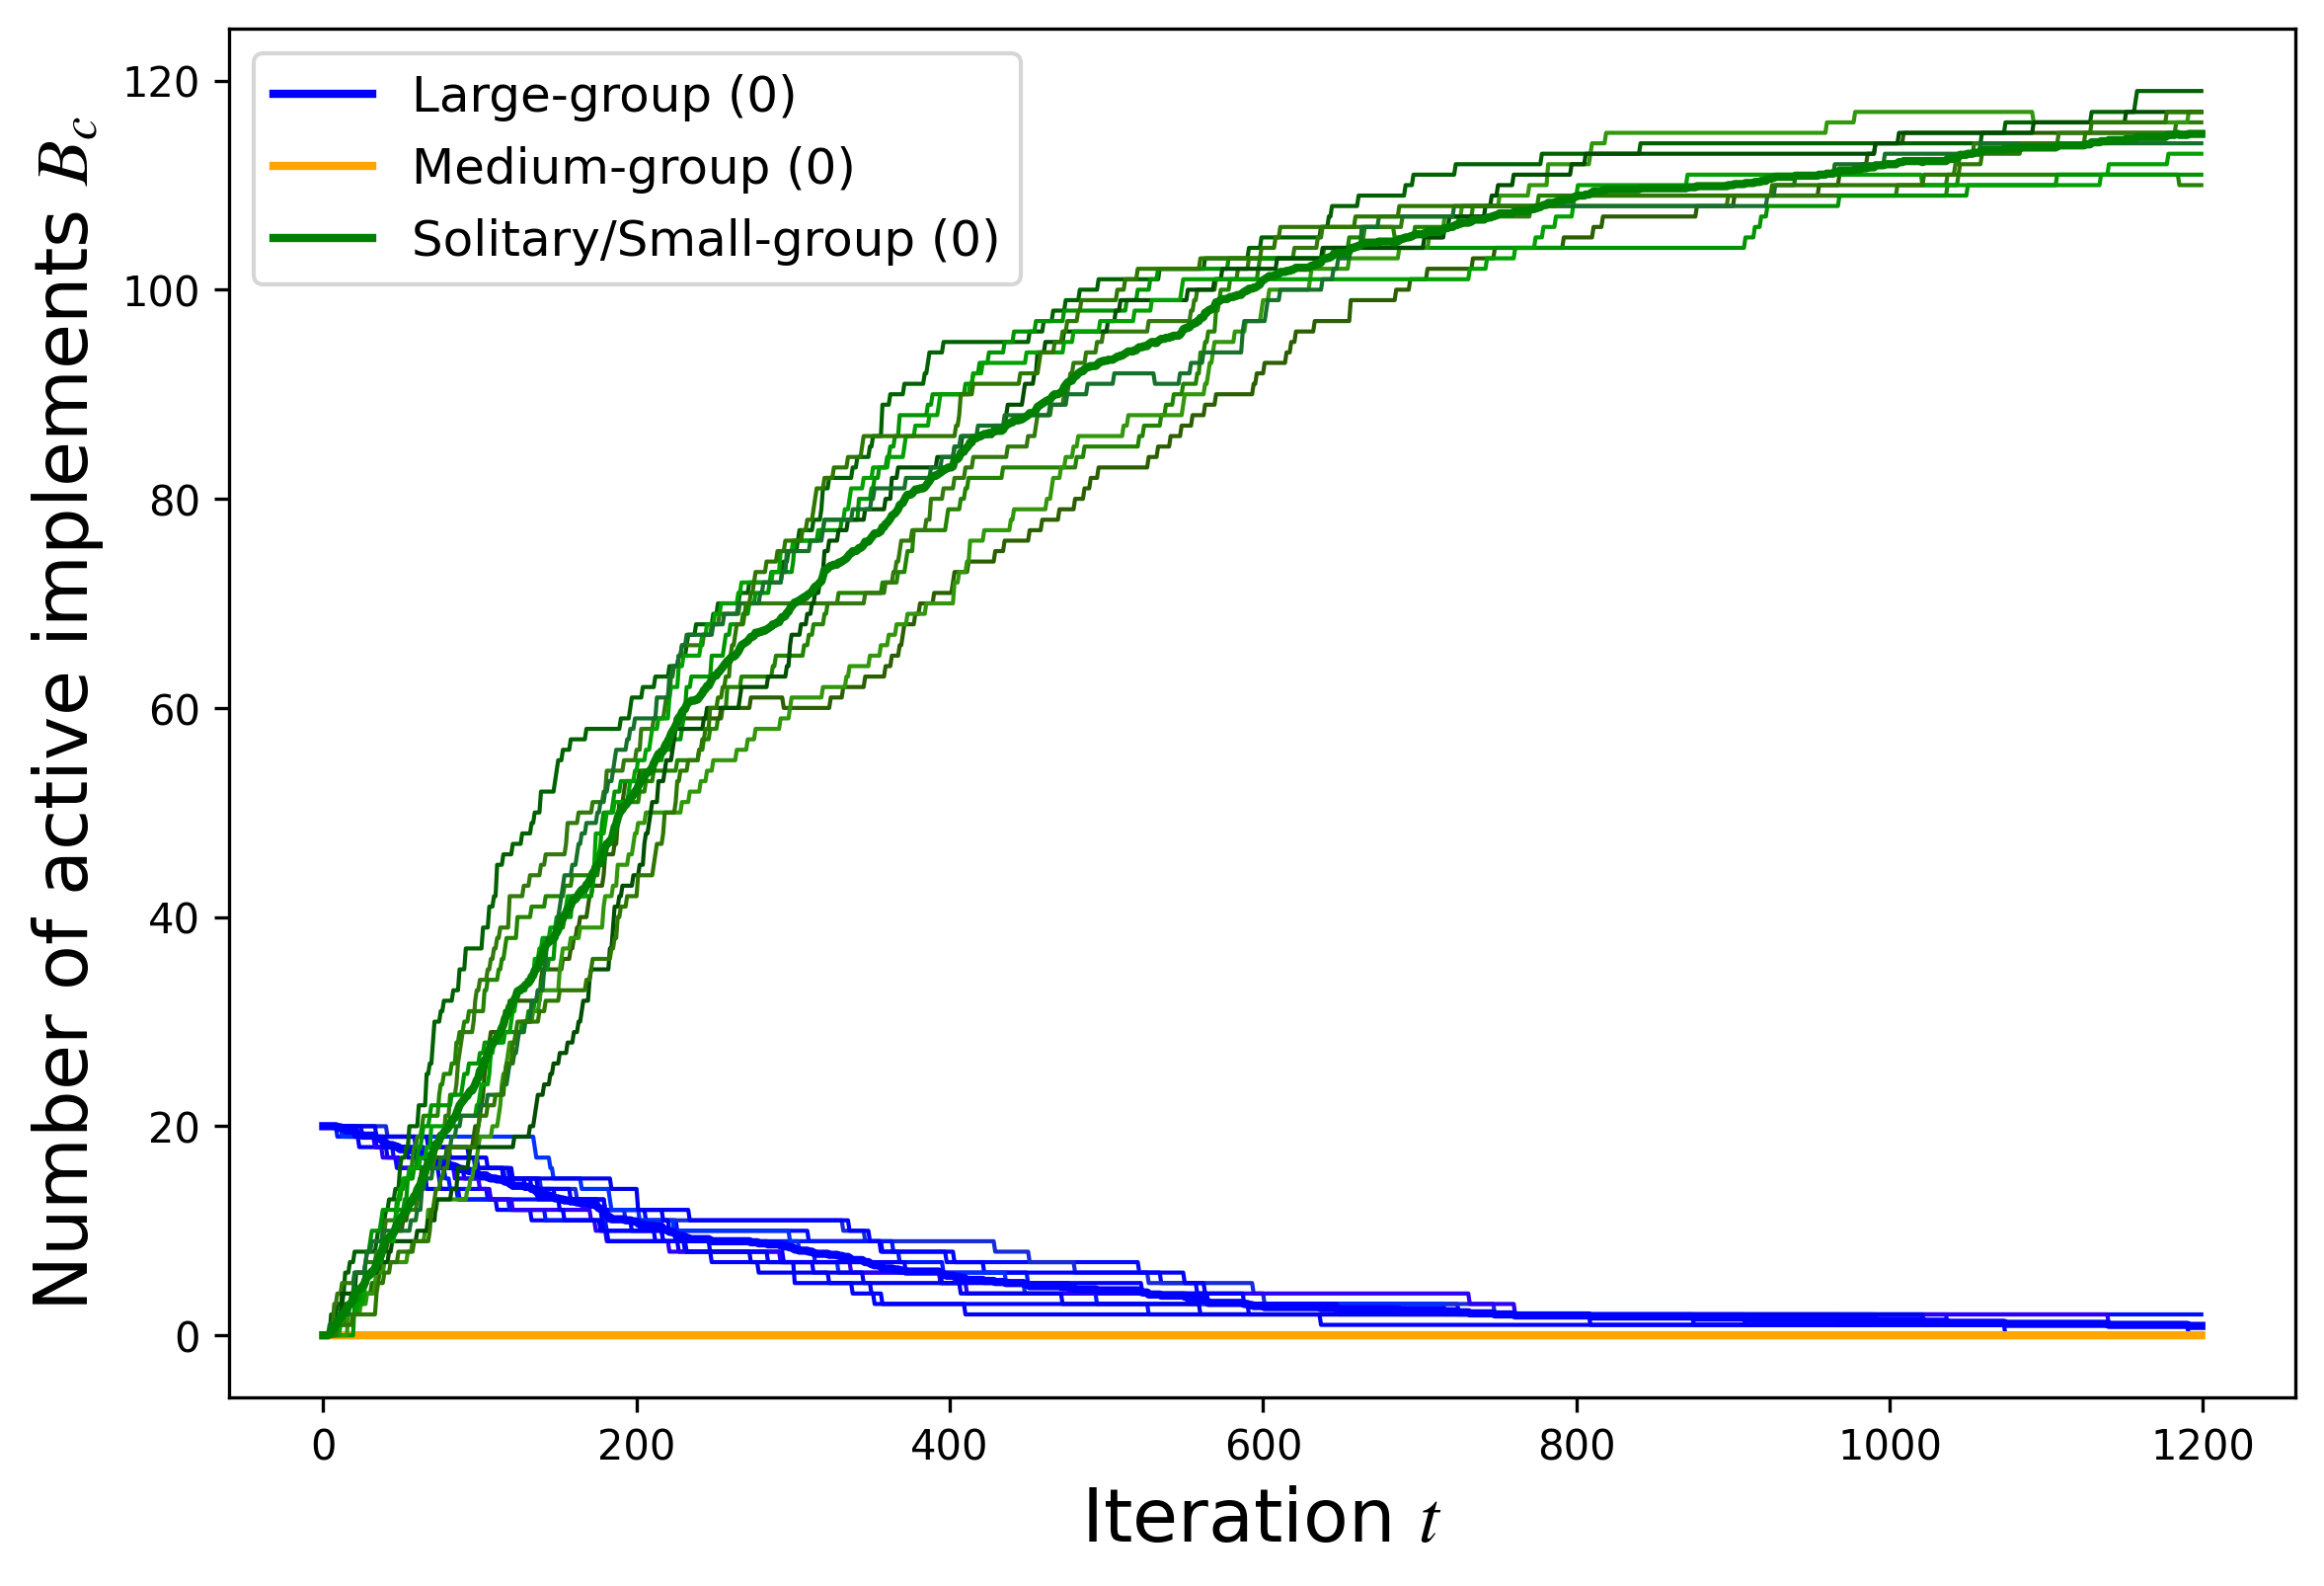 Large-group (0)
Medium-group (0)
Solitary/Small-group (0)
Number of active implements B_c
120
100
80
60
40
20
0
0 200 400 600 800 1000 1200
Iteration t